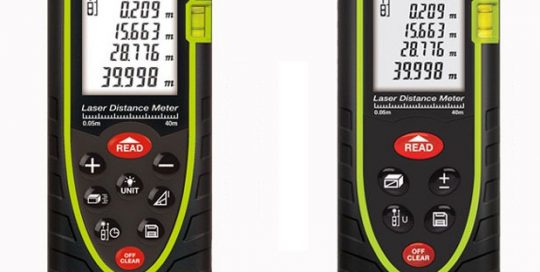 0.209 m
15.663 m
28.776 m
39.998 m
Laser Distance Meter
0.05m 40m
READ
+ −
UNIT
OFF
CLEAR
0.209 m
15.663 m
28.776 m
39.998 m
Laser Distance Meter
0.05m 40m
READ
±
U
OFF
CLEAR